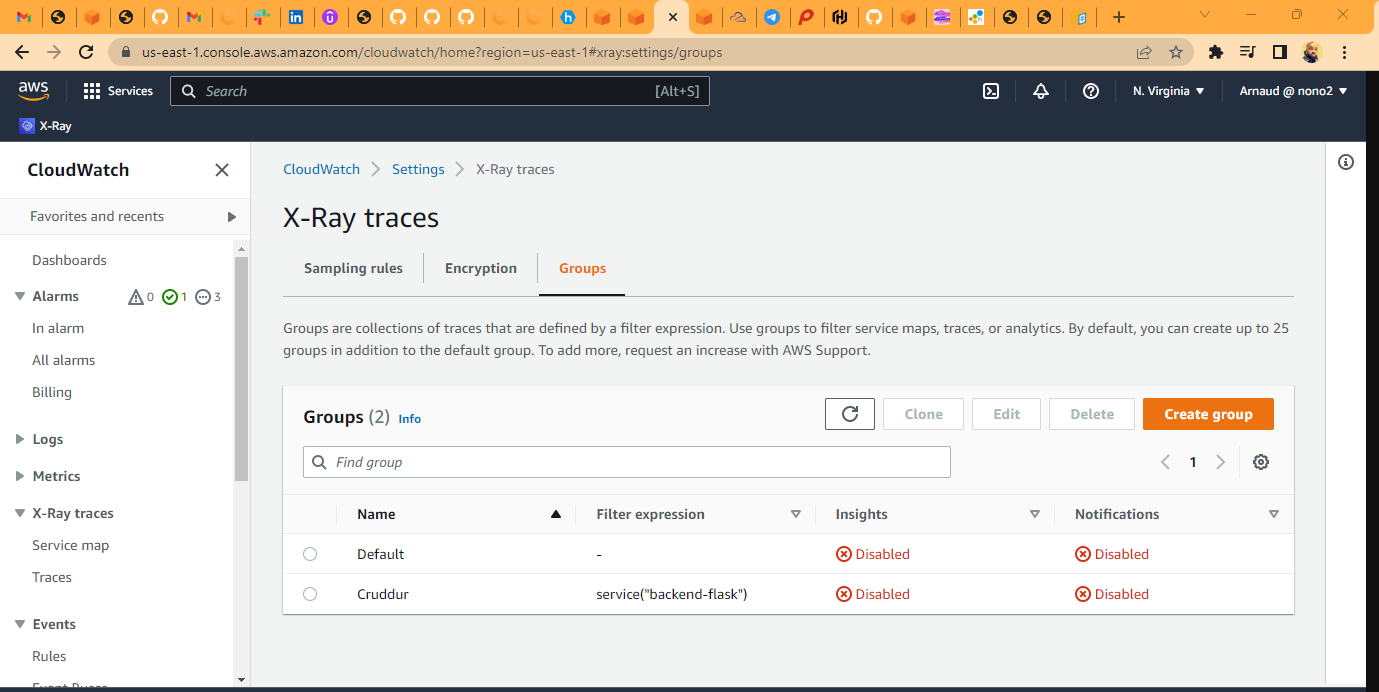 us-east-1.console.aws.amazon.com/cloudwatch/home?region=us-east-1#xray:settings/groups
aws
Services
Search [Alt+S]
N. Virginia
Arnaud @ nono2
X-Ray
CloudWatch
Favorites and recents
Dashboards
Alarms 0 1 3
In alarm
All alarms
Billing
Logs
Metrics
X-Ray traces
Service map
Traces
Events
Rules
Event Buses
CloudWatch Settings X-Ray traces
X-Ray traces
Sampling rules Encryption Groups
Groups are collections of traces that are defined by a filter expression. Use groups to filter service maps, traces, or analytics. By default, you can create up to 25
groups in addition to the default group. To add more, request an increase with AWS Support.
Groups (2) Info
Clone Edit Delete Create group
Find group
1
Name Filter expression Insights Notifications
Default - Disabled Disabled
Cruddur service("backend-flask") Disabled Disabled